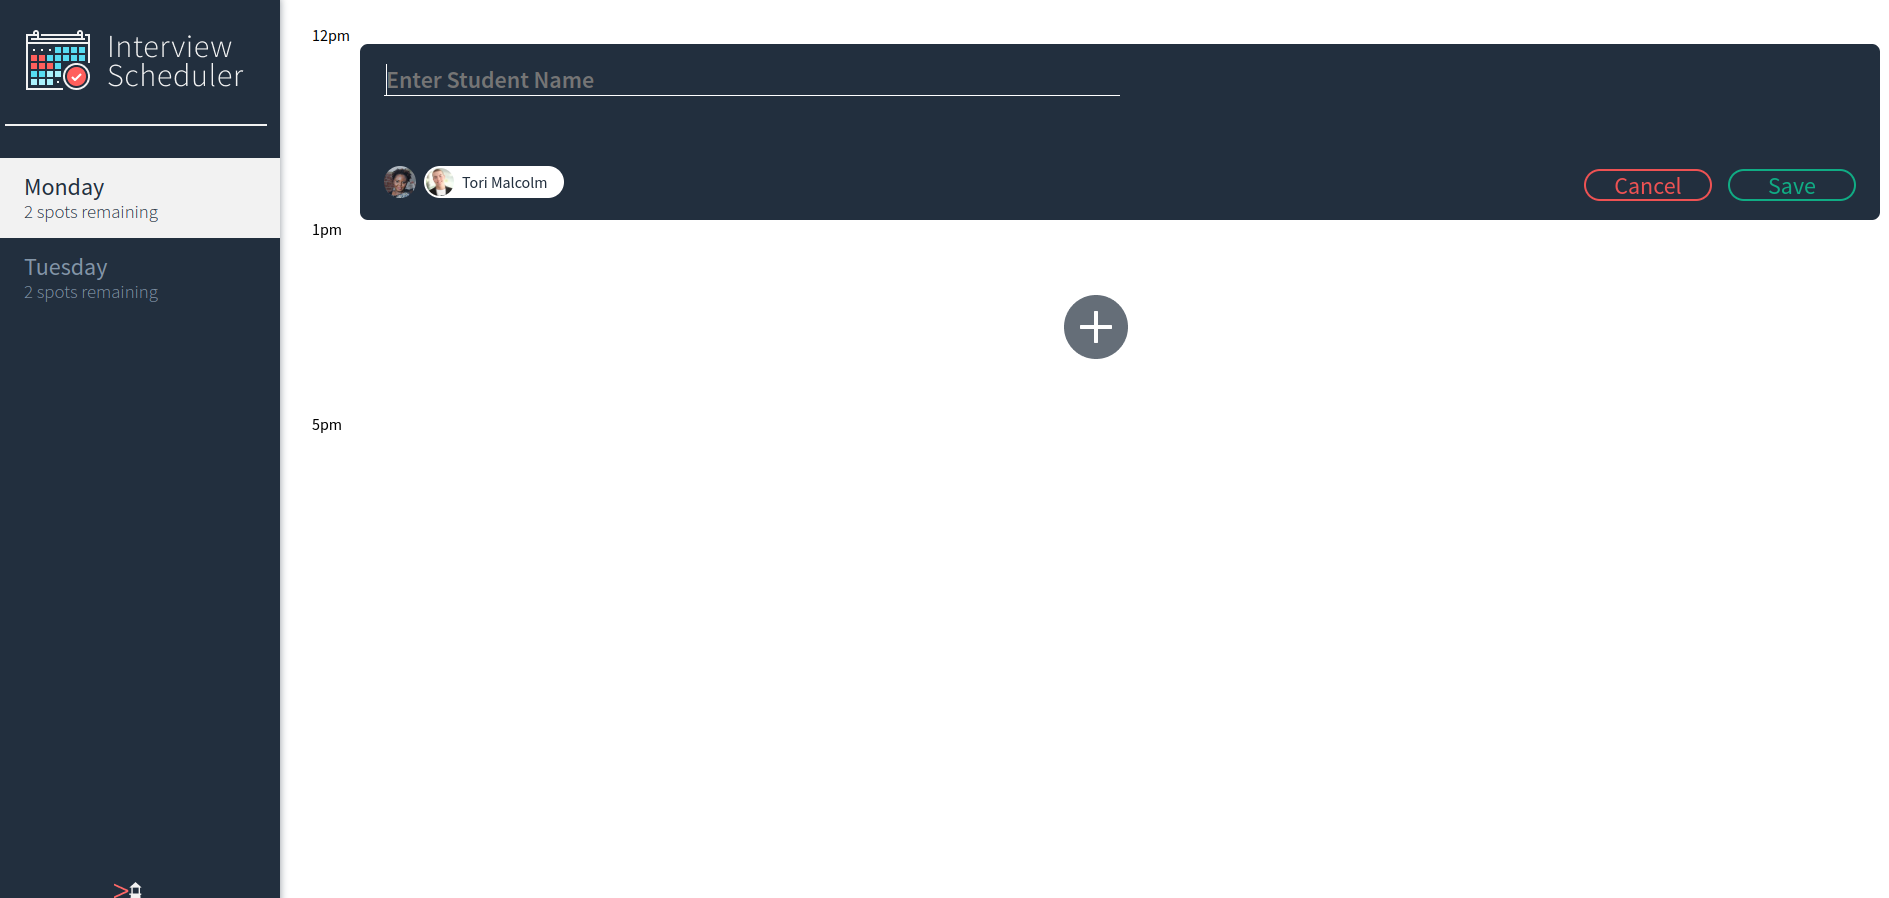 Interview
Scheduler
Monday
2 spots remaining
Tuesday
2 spots remaining
12pm
Enter Student Name
Tori Malcolm
Cancel
Save
1pm
5pm